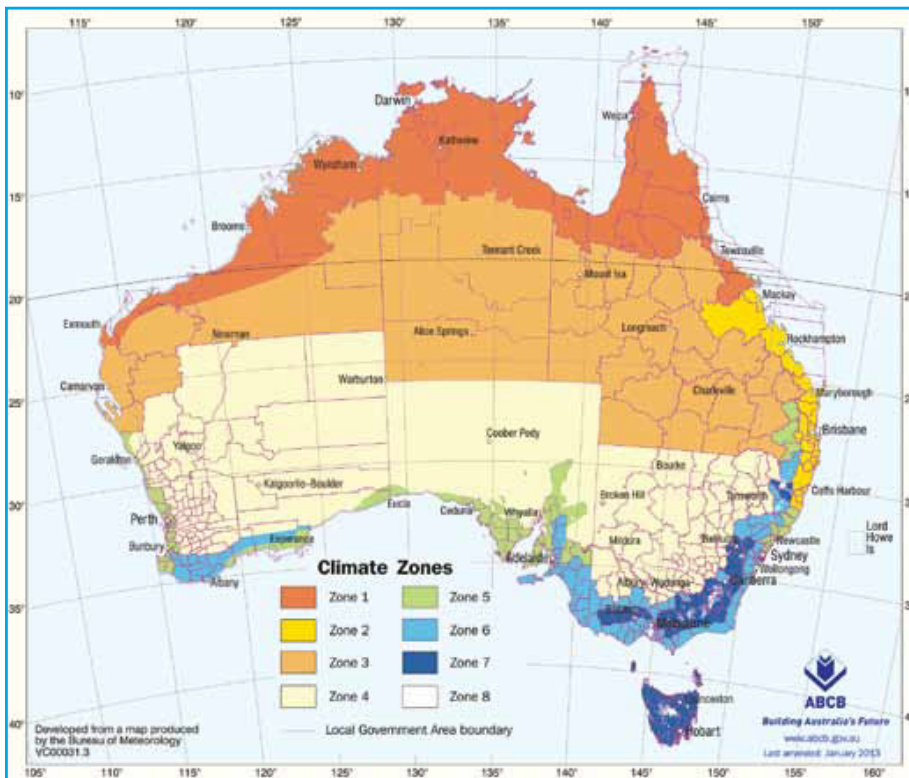 115°
120°
125°
130°
135°
140°
145°
150°
10°
Darwin
Weipa
Katherine
Wyndham
15°
Cairns
Broome
Townsville
Tennant Creek
Mount Isa
20°
Mackay
Exmouth
Newman
Alice Springs
Longreach
Rockhampton
Carnarvon
Warburton
Charleville
Maryborough
25°
Brisbane
Coober Pedy
Yalgoo
Bourke
Geraldton
Kalgoorlie-Boulder
Broken Hill
Tamworth
Coffs Harbour
30°
Eucla
Ceduna
Whyalla
Perth
Newcastle
Lord
Howe
Is
Bunbury
Esperance
Adelaide
Mildura
Sydney
Wollongong
Albany
Albury-Wodonga
Canberra
Climate Zones
35°
Zone 1
Zone 5
Melbourne
Zone 2
Zone 6
Zone 3
Zone 7
Zone 4
Zone 8
ABCB
Launceston
Building Australia's Future
40°
Hobart
www.abcb.gov.au
Developed from a map produced
by the Bureau of Meteorology
VC00031.3
Local Government Area boundary
Last amended: January 2013
105°
110°
115°
120°
125°
130°
135°
140°
145°
150°
155°
160°